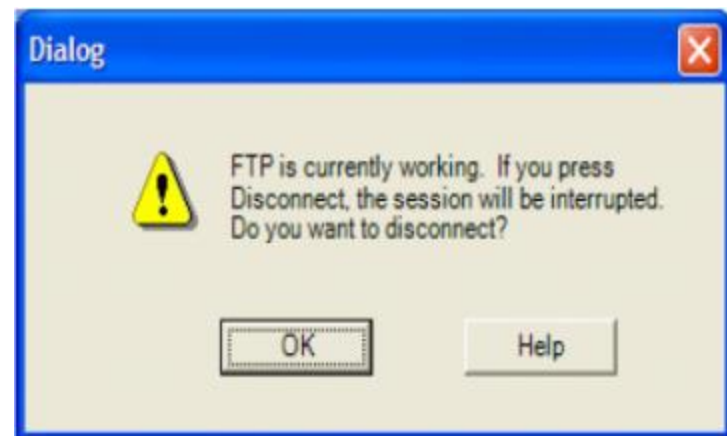 Dialog
FTP is currently working. If you press
Disconnect, the session will be interrupted.
Do you want to disconnect?
OK
Help